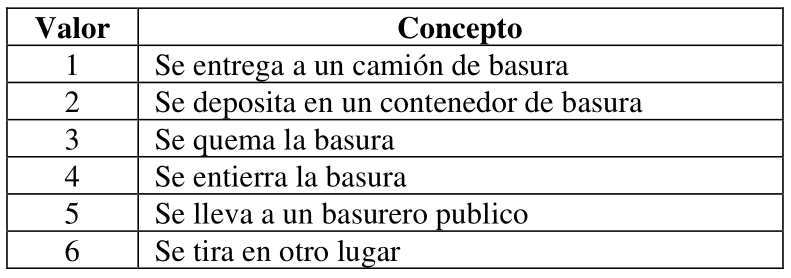 Valor Concepto
1 Se entrega a un camión de basura
2 Se deposita en un contenedor de basura
3 Se quema la basura
4 Se entierra la basura
5 Se lleva a un basurero publico
6 Se tira en otro lugar